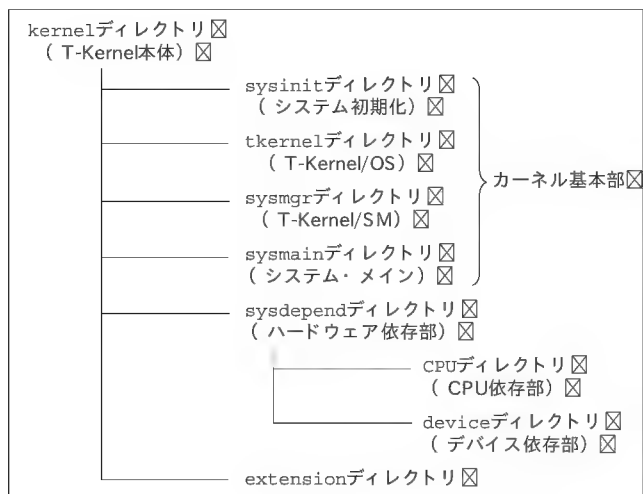 kernelディレクトリ
( T-Kernel本体)
sysinitディレクトリ
( システム初期化)
tkernelディレクトリ
( T-Kernel/OS)
カーネル基本部
sysmgrディレクトリ
( T-Kernel/SM)
sysmainディレクトリ
( システム・メイン)
sysdependディレクトリ
( ハードウェア依存部)
CPUディレクトリ
( CPU依存部)
deviceディレクトリ
( デバイス依存部)
extensionディレクトリ